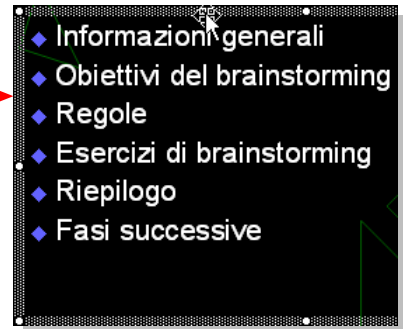 Informazioni generali
Obiettivi del brainstorming
Regole
Esercizi di brainstorming
Riepilogo
Fasi successive